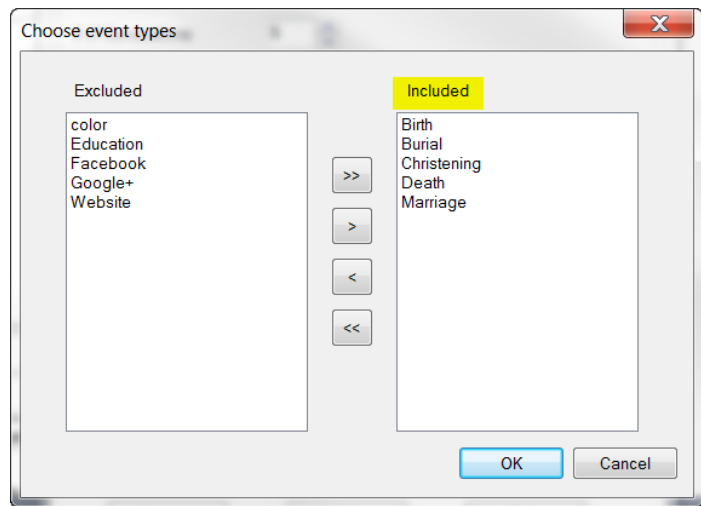 Choose event types
Excluded
Included
color
Education
Facebook
Google+
Website
>>
>
<
<<
Birth
Burial
Christening
Death
Marriage
OK
Cancel